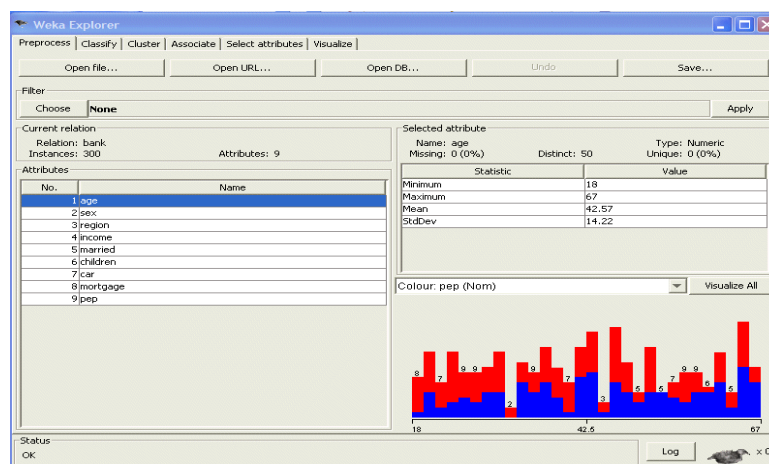 Weka Explorer
Preprocess Classify Cluster Associate Select attributes Visualize
Open file... Open URL... Open DB... Undo Save...
Filter
Choose None Apply
Current relation
Relation: bank
Instances: 300 Attributes: 9
Selected attribute
Name: age Type: Numeric
Missing: 0 (0%) Distinct: 50 Unique: 0 (0%)
Attributes
No. Name
1 age
2 sex
3 region
4 income
5 married
6 children
7 car
8 mortgage
9 pep
Statistic Value
Minimum 18
Maximum 67
Mean 42.57
StdDev 14.22
Colour: pep (Nom) Visualize All
8 7 9 9 2 9 7 3 5 5 7 9 9 6 5
18 42.5 67
Status
OK
Log x 0